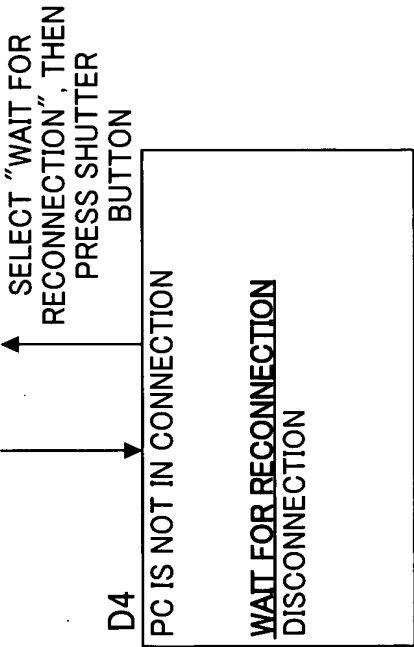 SELECT "WAIT FOR
RECONNECTION", THEN
PRESS SHUTTER
BUTTON
D4
PC IS NOT IN CONNECTION
WAIT FOR RECONNECTION
DISCONNECTION